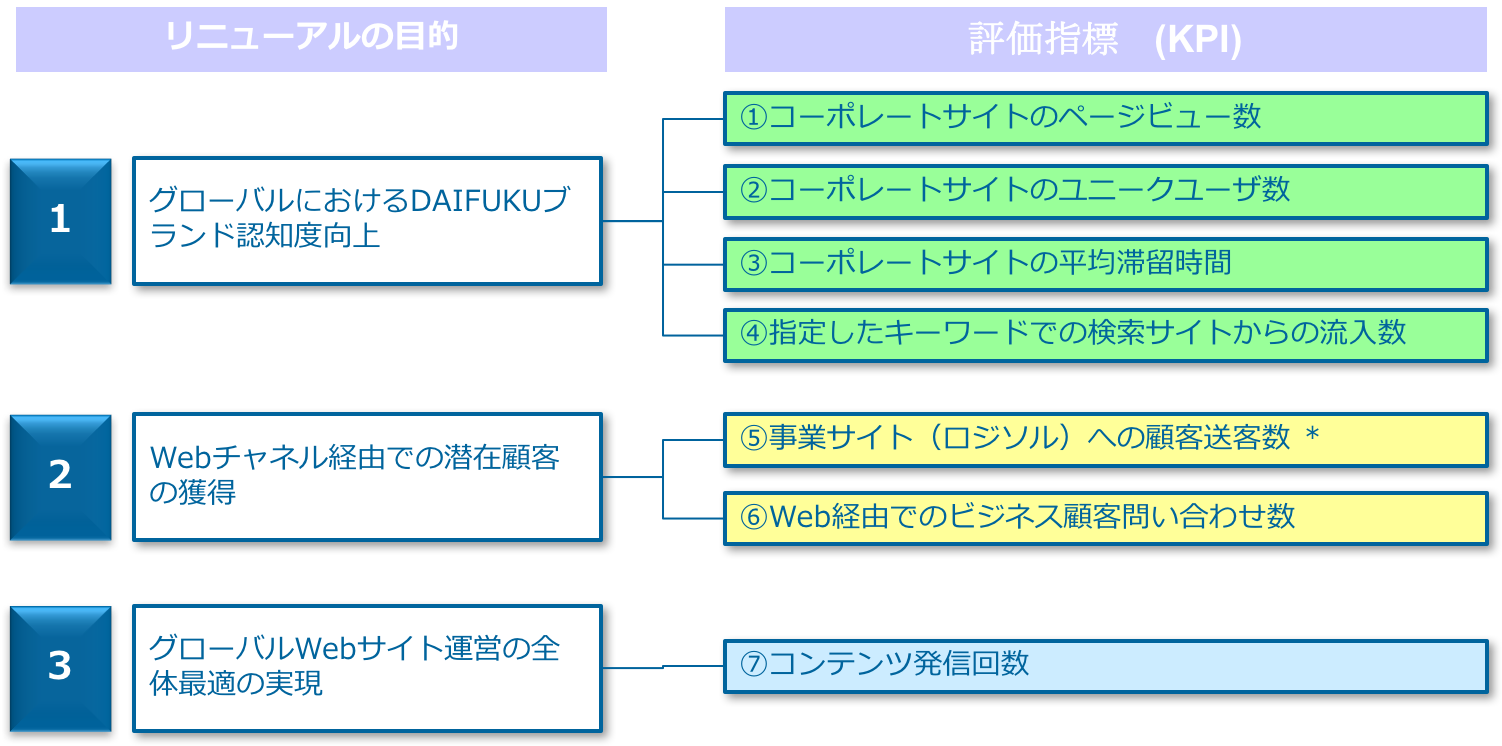 リニューアルの目的
評価指標　(KPI)
1
グローバルにおけるDAIFUKUブ
ランド認知度向上
①コーポレートサイトのページビュー数
②コーポレートサイトのユニークユーザ数
③コーポレートサイトの平均滞留時間
④指定したキーワードでの検索サイトからの流入数
2
Webチャネル経由での潜在顧客
の獲得
⑤事業サイト（ロジソル）への顧客送客数 *
⑥Web経由でのビジネス顧客問い合わせ数
3
グローバルWebサイト運営の全
体最適の実現
⑦コンテンツ発信回数